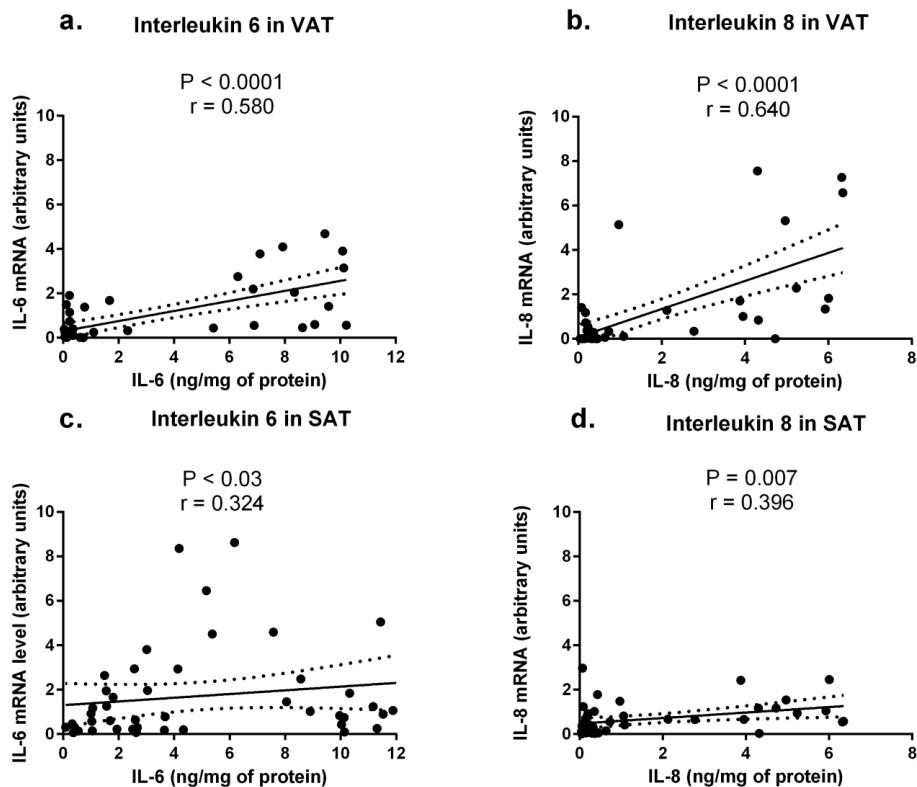 a.
Interleukin 6 in VAT
P < 0.0001
r = 0.580
IL-6 mRNA (arbitrary units)
10
8
6
4
2
0
0 2 4 6 8 10 12
IL-6 (ng/mg of protein)
b.
Interleukin 8 in VAT
P < 0.0001
r = 0.640
IL-8 mRNA (arbitrary units)
10
8
6
4
2
0
0 2 4 6 8
IL-8 (ng/mg of protein)
c.
Interleukin 6 in SAT
P < 0.03
r = 0.324
IL-6 mRNA level (arbitrary units)
10
8
6
4
2
0
0 2 4 6 8 10 12
IL-6 (ng/mg of protein)
d.
Interleukin 8 in SAT
P = 0.007
r = 0.396
IL-8 mRNA (arbitrary units)
10
8
6
4
2
0
0 2 4 6 8
IL-8 (ng/mg of protein)